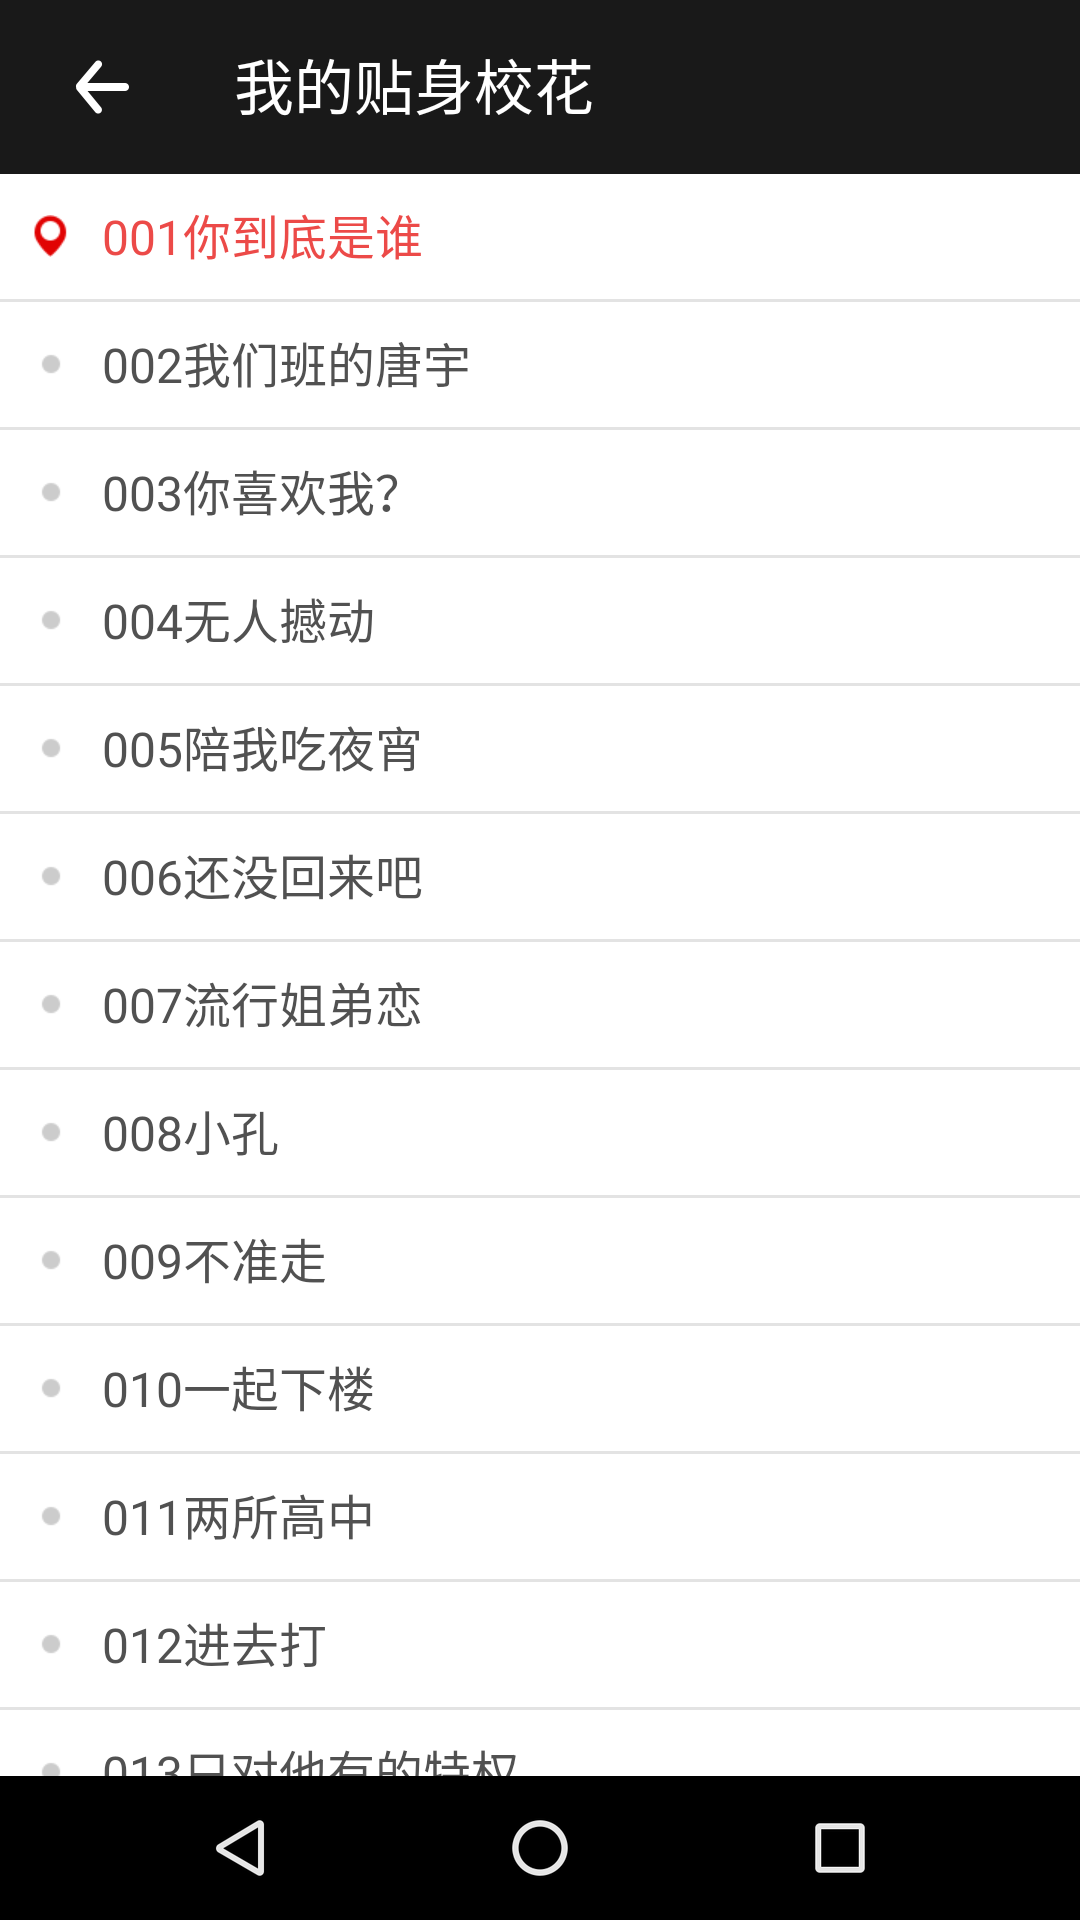 我的贴身校花
001你到底是谁
002我们班的唐宇
003你喜欢我?
004无人撼动
005陪我吃夜宵
006还没回来吧
007流行姐弟恋
008小孔
009不准走
010一起下楼
011两所高中
012进去打
013只对他有的特权